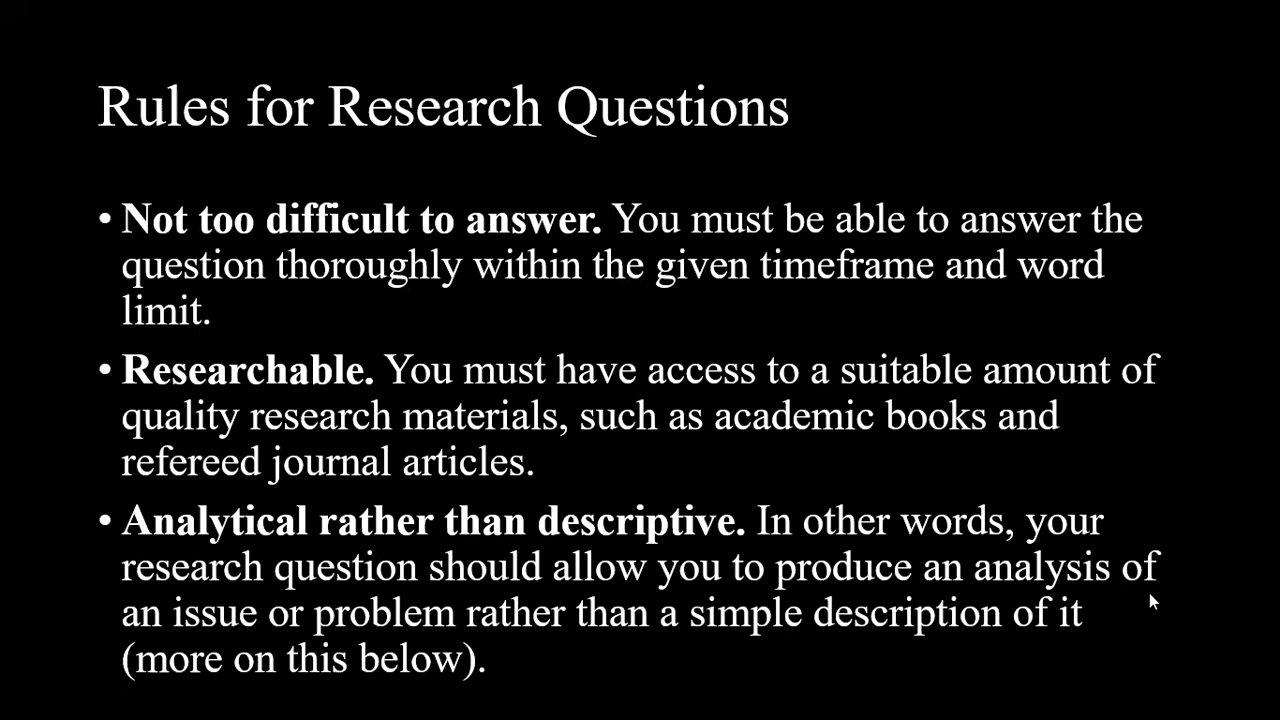 Rules for Research Questions
• Not too difficult to answer. You must be able to answer the
question thoroughly within the given timeframe and word
limit.
• Researchable. You must have access to a suitable amount of
quality research materials, such as academic books and
refereed journal articles.
• Analytical rather than descriptive. In other words, your
research question should allow you to produce an analysis of
an issue or problem rather than a simple description of it
(more on this below).